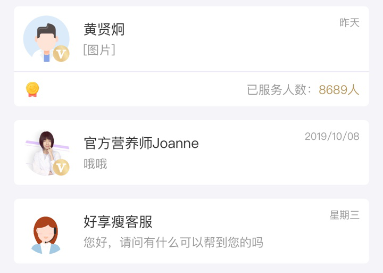 黄贤炯
昨天
[图片]
已服务人数：8689人
官方营养师Joanne
2019/10/08
哦哦
好享瘦客服
星期三
您好，请问有什么可以帮到您的吗